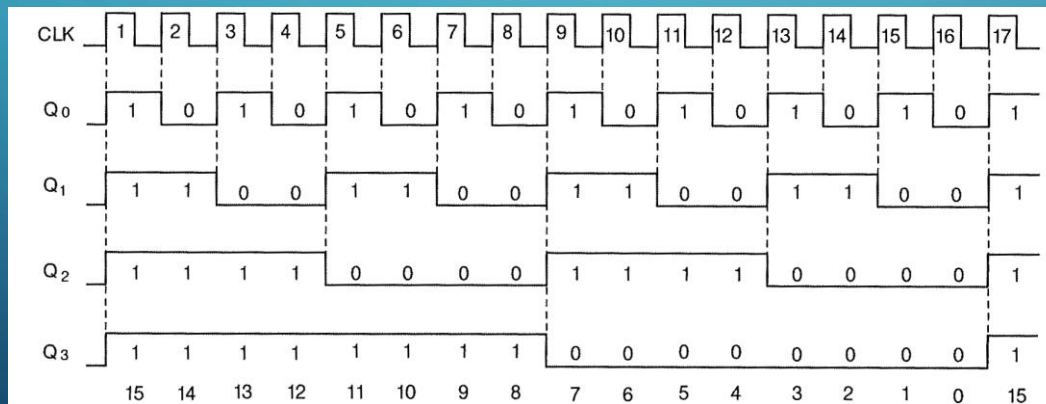 CLK 1 2 3 4 5 6 7 8 9 10 11 12 13 14 15 16 17
Q0 1 0 1 0 1 0 1 0 1 0 1 0 1 0 1 0 1
Q1 1 1 0 0 1 1 0 0 1 1 0 0 1 1 0 0 1
Q2 1 1 1 1 0 0 0 0 1 1 1 1 0 0 0 0 1
Q3 1 1 1 1 1 1 1 1 0 0 0 0 0 0 0 0 1
15 14 13 12 11 10 9 8 7 6 5 4 3 2 1 0 15